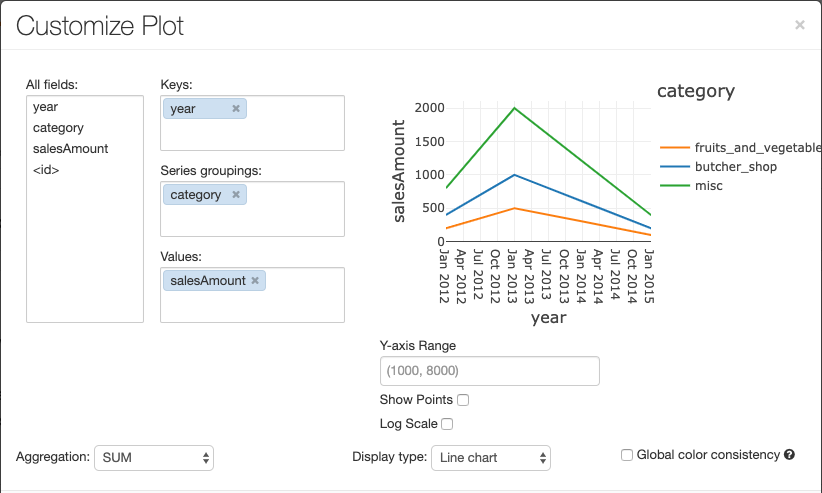 Customize Plot ×
All fields:
year
category
salesAmount
<id>
Keys:
year ×
Series groupings:
category ×
Values:
salesAmount ×
category
fruits_and_vegetable
butcher_shop
misc
salesAmount
2000
1500
1000
500
0
Jan 2012
Apr 2012
Jul 2012
Oct 2012
Jan 2013
Apr 2013
Jul 2013
Oct 2013
Jan 2014
Apr 2014
Jul 2014
Oct 2014
Jan 2015
year
Y-axis Range
(1000, 8000)
Show Points
Log Scale
Aggregation: SUM
Display type: Line chart
Global color consistency ?